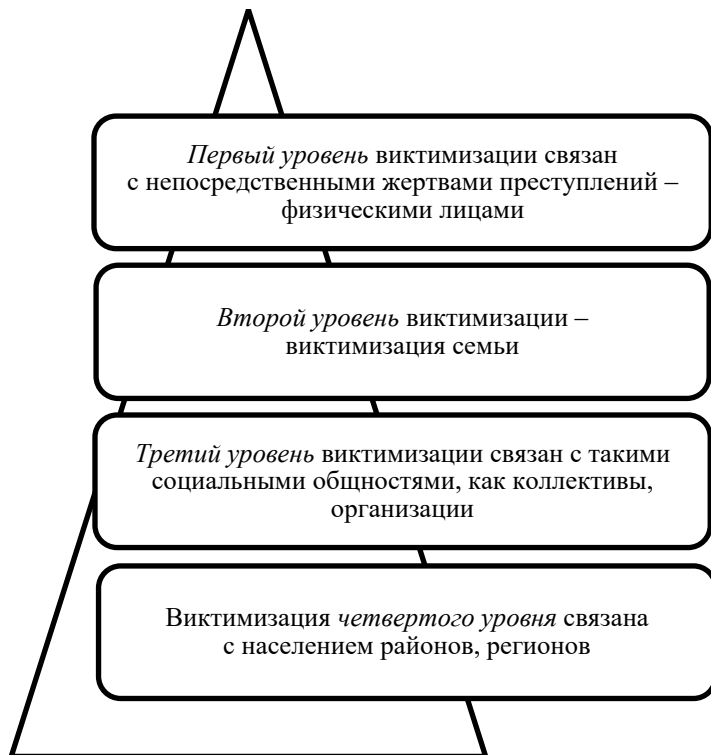 Первый уровень виктимизации связан
с непосредственными жертвами преступлений –
физическими лицами
Второй уровень виктимизации –
виктимизация семьи
Третий уровень виктимизации связан с такими
социальными общностями, как коллективы,
организации
Виктимизация четвертого уровня связана
с населением районов, регионов